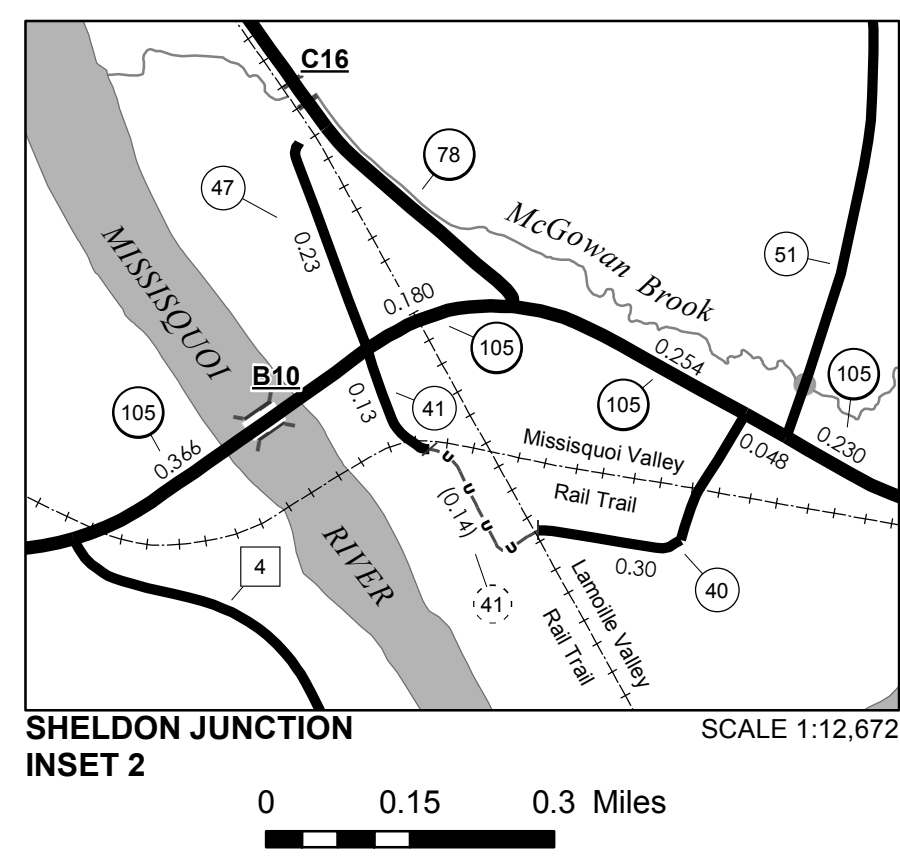 C16
78
47
McGowan Brook
51
MISSISQUOI
0.23
0.180
105
0.254
B10
105
105
105
0.13
41
0.366
0.048
0.230
Missisquoi Valley
Rail Trail
(0.14)
RIVER
4
0.30
40
41
Lamoille Valley
Rail Trail
SHELDON JUNCTION
INSET 2
SCALE 1:12,672
0 0.15 0.3 Miles